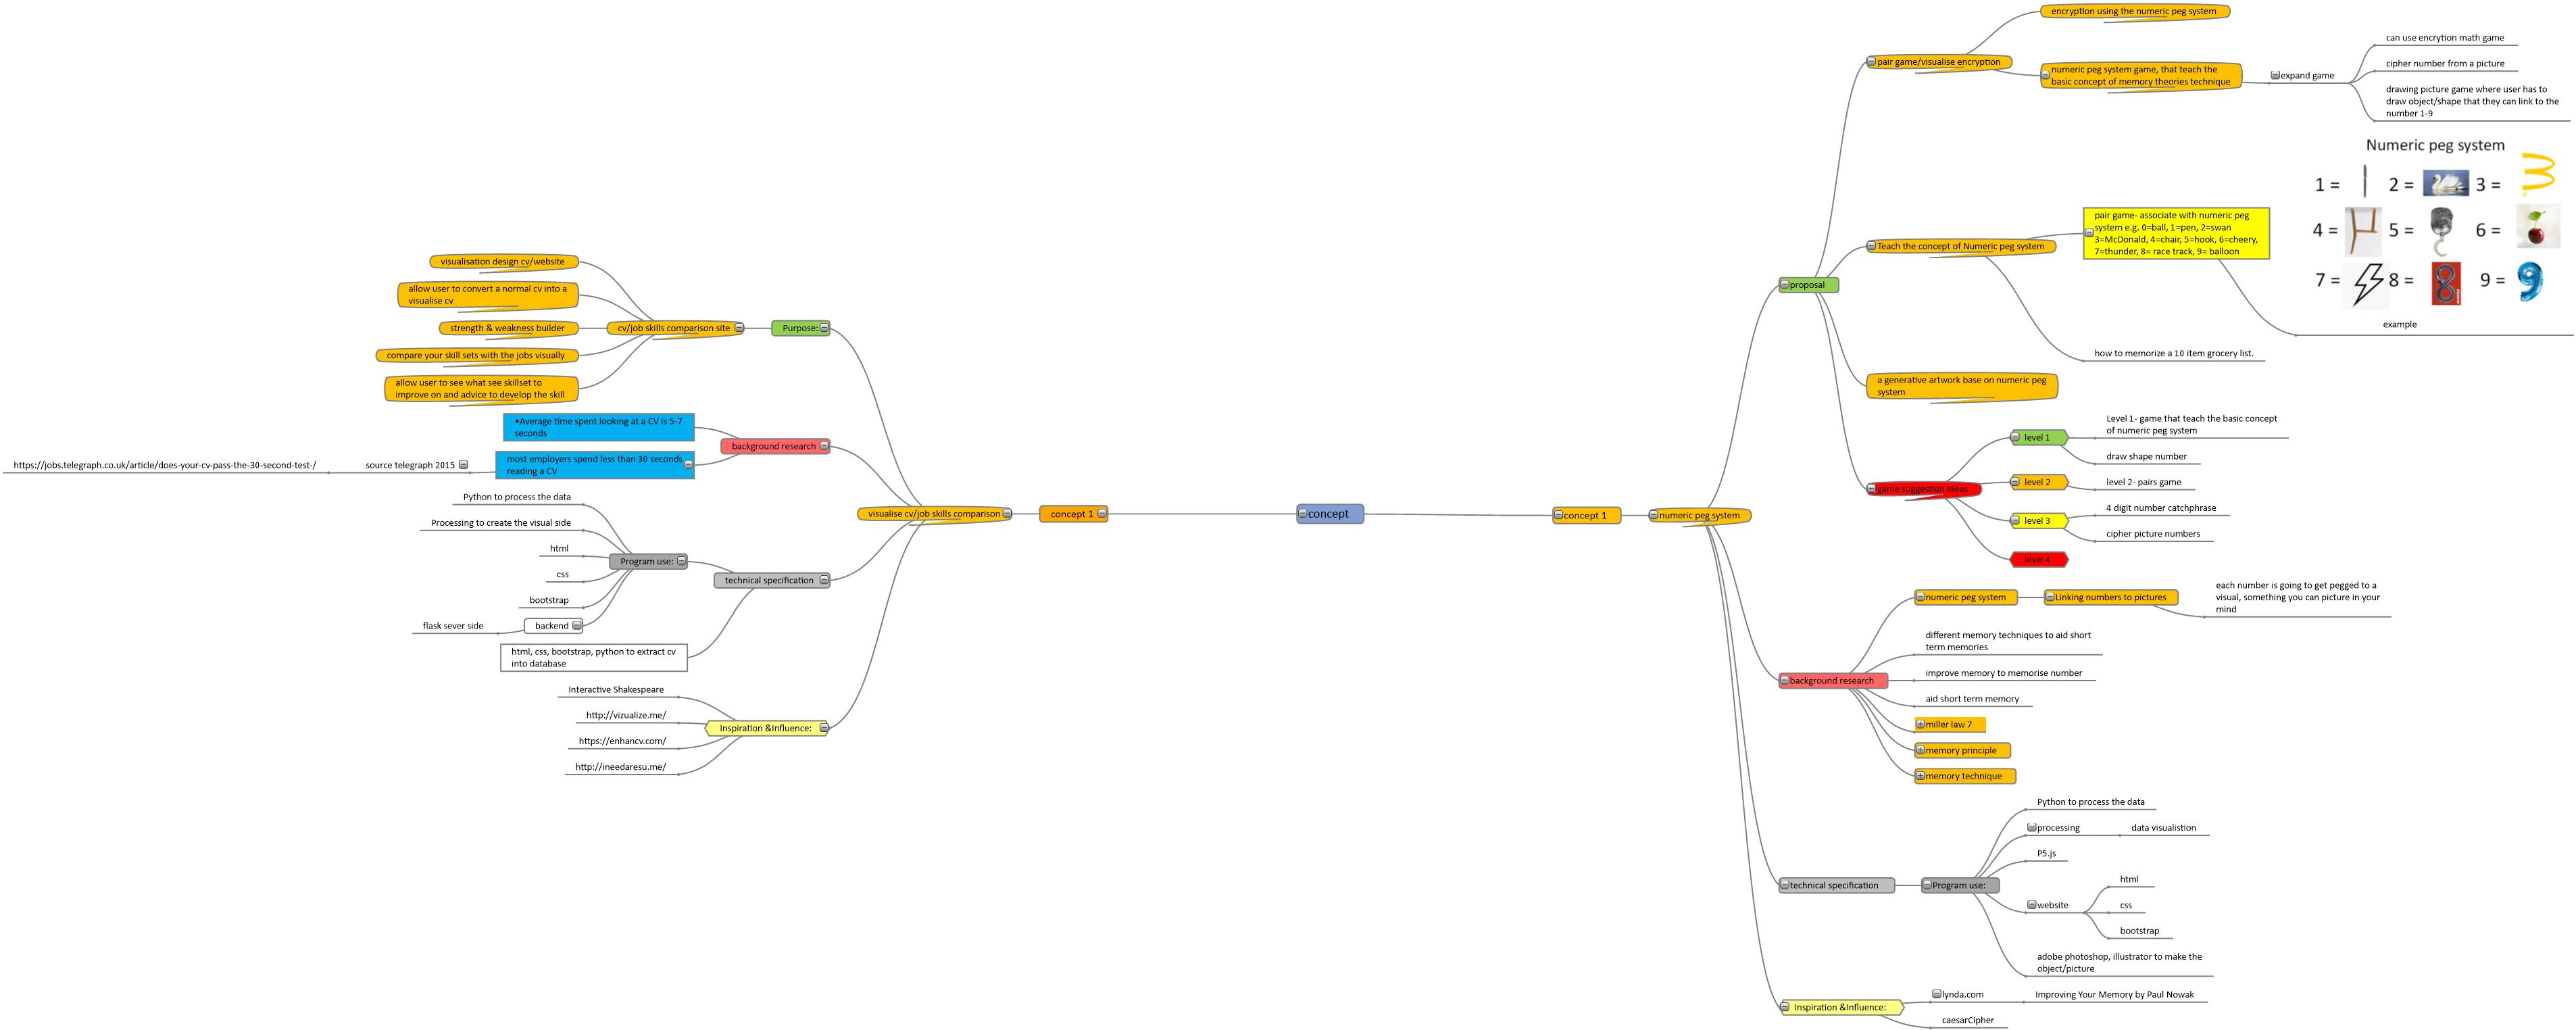 concept
concept 1
visualise cv/job skills comparison
Purpose:
cv/job skills comparison site
visualisation design cv/website
allow user to convert a normal cv into a
visualise cv
strength & weakness builder
compare your skill sets with the jobs visually
allow user to see what see skillset to
improve on and advice to develop the skill
background research
•Average time spent looking at a CV is 5-7
seconds
most employers spend less than 30 seconds
reading a CV
source telegraph 2015
https://jobs.telegraph.co.uk/article/does-your-cv-pass-the-30-second-test-/
technical specification
Program use:
Python to process the data
Processing to create the visual side
html
css
bootstrap
backend
flask sever side
html, css, bootstrap, python to extract cv
into database
Inspiration &Influence:
Interactive Shakespeare
http://vizualize.me/
https://enhancv.com/
http://ineedaresu.me/
concept 1
numeric peg system
proposal
pair game/visualise encryption
encryption using the numeric peg system
numeric peg system game, that teach the
basic concept of memory theories technique
expand game
can use encrytion math game
cipher number from a picture
drawing picture game where user has to
draw object/shape that they can link to the
number 1-9
Teach the concept of Numeric peg system
pair game- associate with numeric peg
system e.g. 0=ball, 1=pen, 2=swan
3=McDonald, 4=chair, 5=hook, 6=cheery,
7=thunder, 8= race track, 9= balloon
Numeric peg system
1 = 2 = 3 =
4 = 5 = 6 =
7 = 8 = 9 =
example
how to memorize a 10 item grocery list.
a generative artwork base on numeric peg
system
game suggestion ideas
level 1
Level 1- game that teach the basic concept
of numeric peg system
draw shape number
level 2
level 2- pairs game
level 3
4 digit number catchphrase
cipher picture numbers
level 4
background research
numeric peg system
Linking numbers to pictures
each number is going to get pegged to a
visual, something you can picture in your
mind
different memory techniques to aid short
term memories
improve memory to memorise number
aid short term memory
miller law 7
memory principle
memory technique
technical specification
Program use:
Python to process the data
processing
data visualistion
P5.js
website
html
css
bootstrap
adobe photoshop, illustrator to make the
object/picture
Inspiration &Influence:
lynda.com
Improving Your Memory by Paul Nowak
caesarCipher